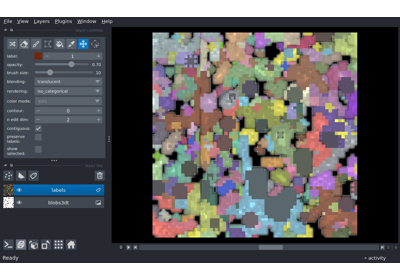 File View Layers Plugins Window Help
label: 1
opacity: 0.70
brush size: 10
blending: translucent
rendering: iso_categorical
color mode:
contour: 0
n edit dim: 2
contiguous:
preserve
labels:
show
selected:
labels
blobs3dt
0
Ready
activity